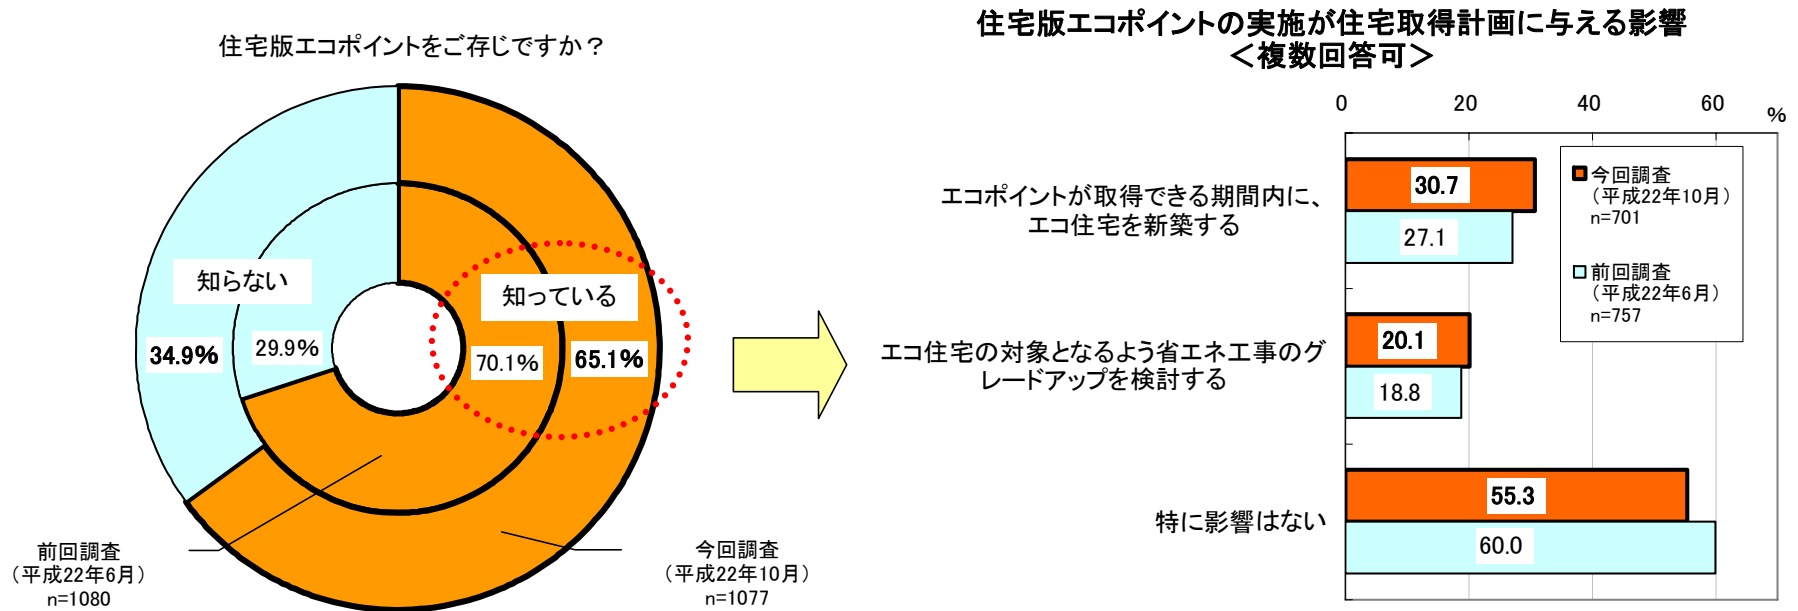 住宅版エコポイントをご存じですか？
知らない
知っている
34.9%
29.9%
70.1%
65.1%
前回調査
（平成22年6月）
n=1080
今回調査
（平成22年10月）
n=1077
住宅版エコポイントの実施が住宅取得計画に与える影響
＜複数回答可＞
0
20
40
60
%
エコポイントが取得できる期間内に、
エコ住宅を新築する
30.7
27.1
エコ住宅の対象となるよう省エネ工事のグ
レードアップを検討する
20.1
18.8
特に影響はない
55.3
60.0
今回調査
（平成22年10月）
n=701
前回調査
（平成22年6月）
n=757